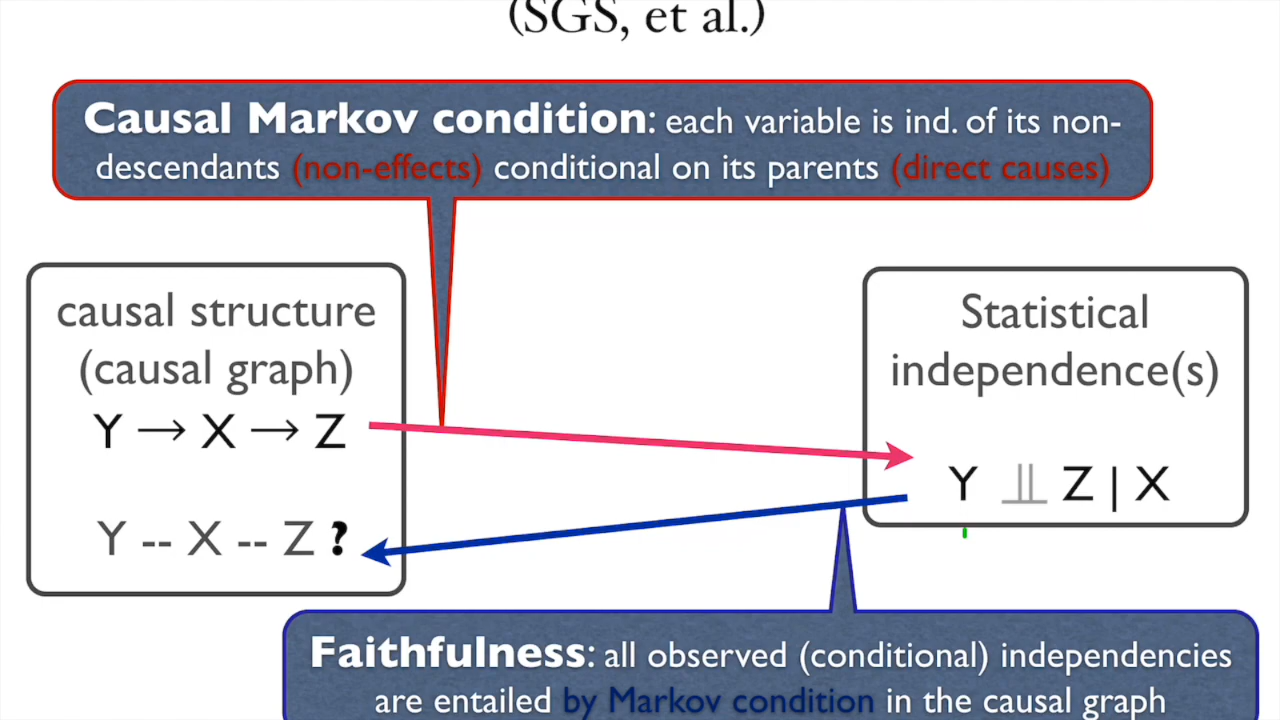 (SGS, et al.)
Causal Markov condition: each variable is ind. of its non-
descendants (non-effects) conditional on its parents (direct causes)
causal structure
(causal graph)
Y → X → Z
Y -- X -- Z ?
Statistical
independence(s)
Y ⫫ Z | X
Faithfulness: all observed (conditional) independencies
are entailed by Markov condition in the causal graph